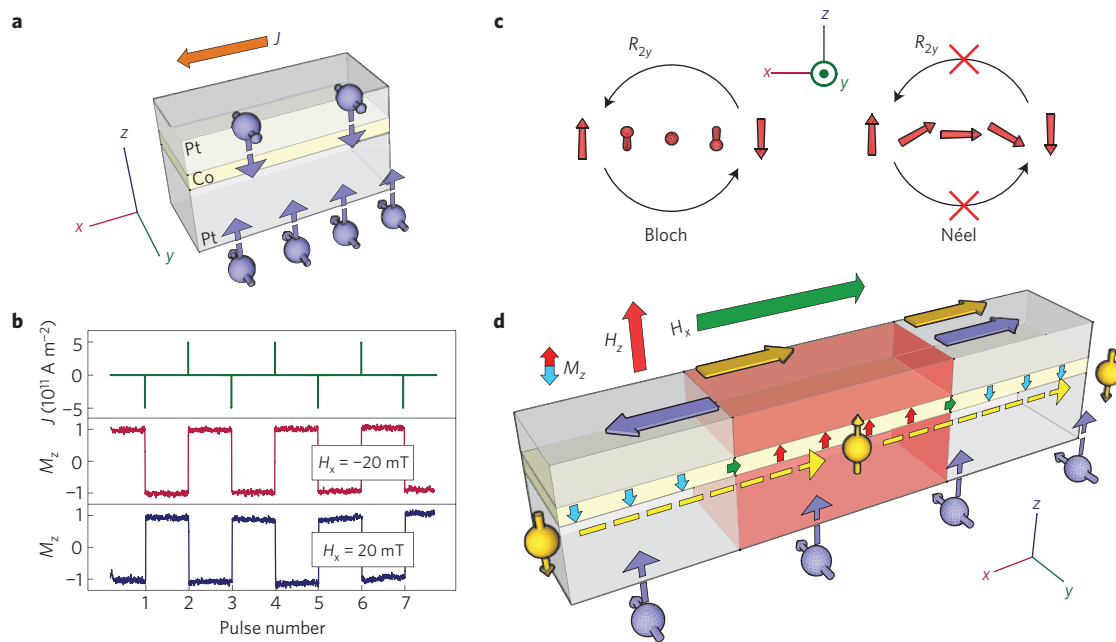 a
J
z
Pt
Co
Pt
x
y
b
J (10¹¹ A m⁻²)
5
0
−5
M_z
1
0
−1
H_x = −20 mT
M_z
1
0
−1
H_x = 20 mT
1 2 3 4 5 6 7
Pulse number
c
z
R_2y
x
y
R_2y
Bloch
Néel
d
H_x
H_z
M_z
z
x
y